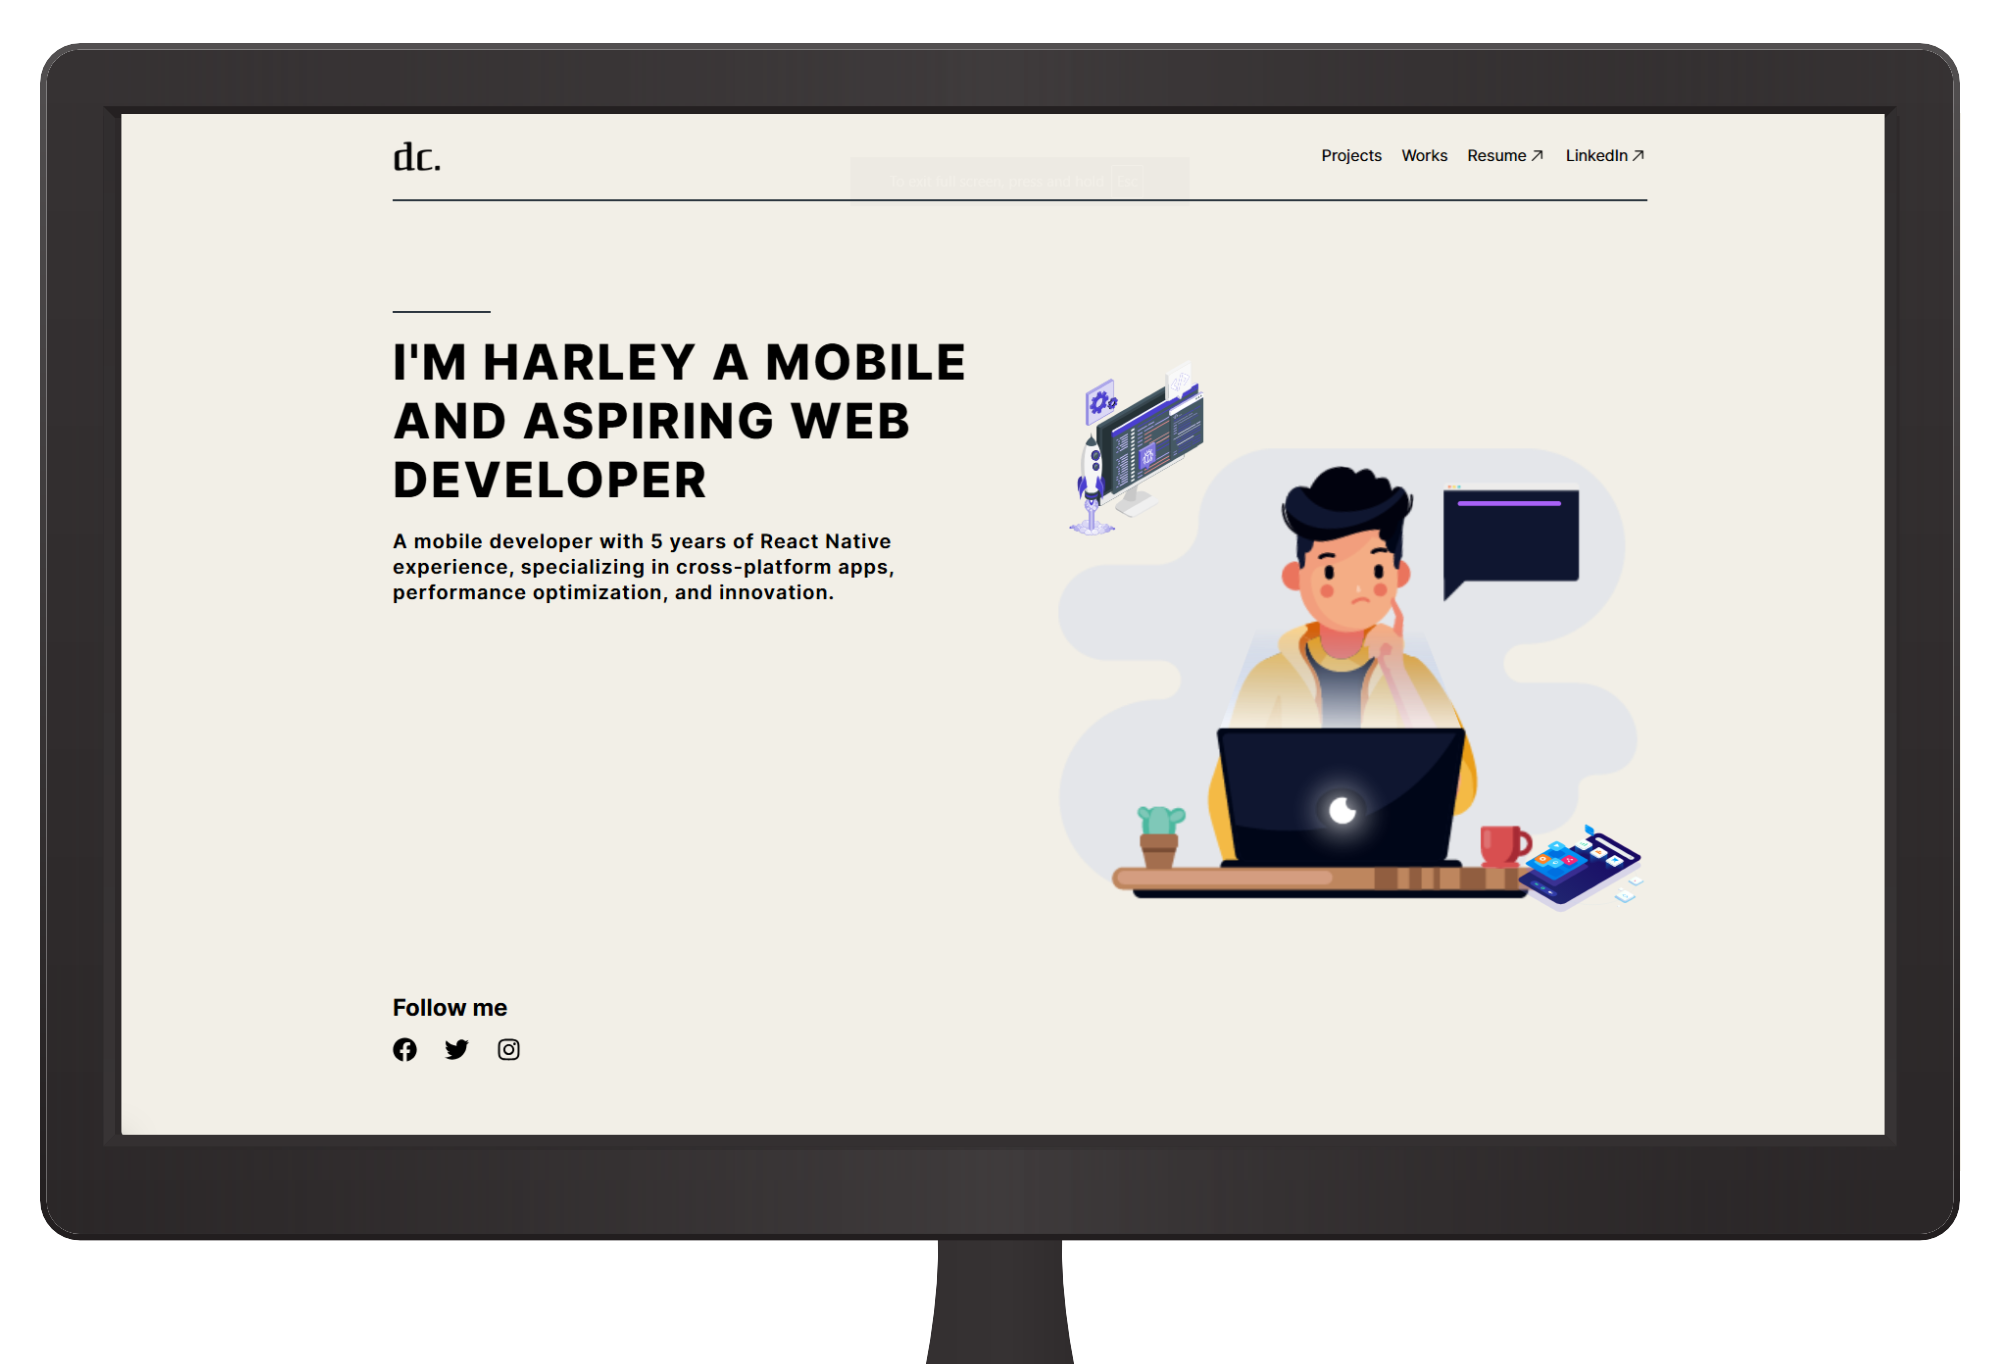 dc.
Projects Works Resume LinkedIn
To exit full screen, press and hold Esc
I'M HARLEY A MOBILE
AND ASPIRING WEB
DEVELOPER
A mobile developer with 5 years of React Native
experience, specializing in cross-platform apps,
performance optimization, and innovation.
Follow me